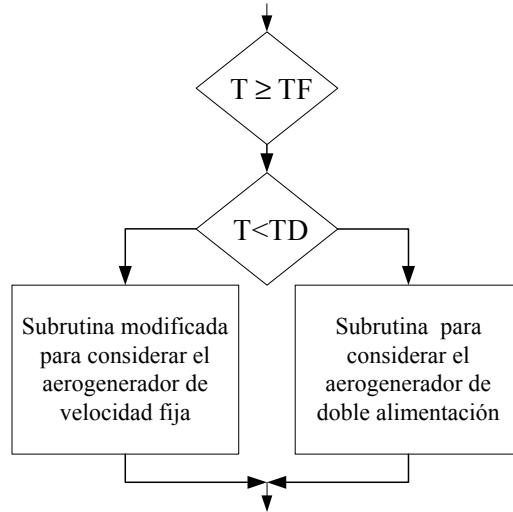 T ≥ TF
T<TD
Subrutina modificada
para considerar el
aerogenerador de
velocidad fija
Subrutina para
considerar el
aerogenerador de
doble alimentación